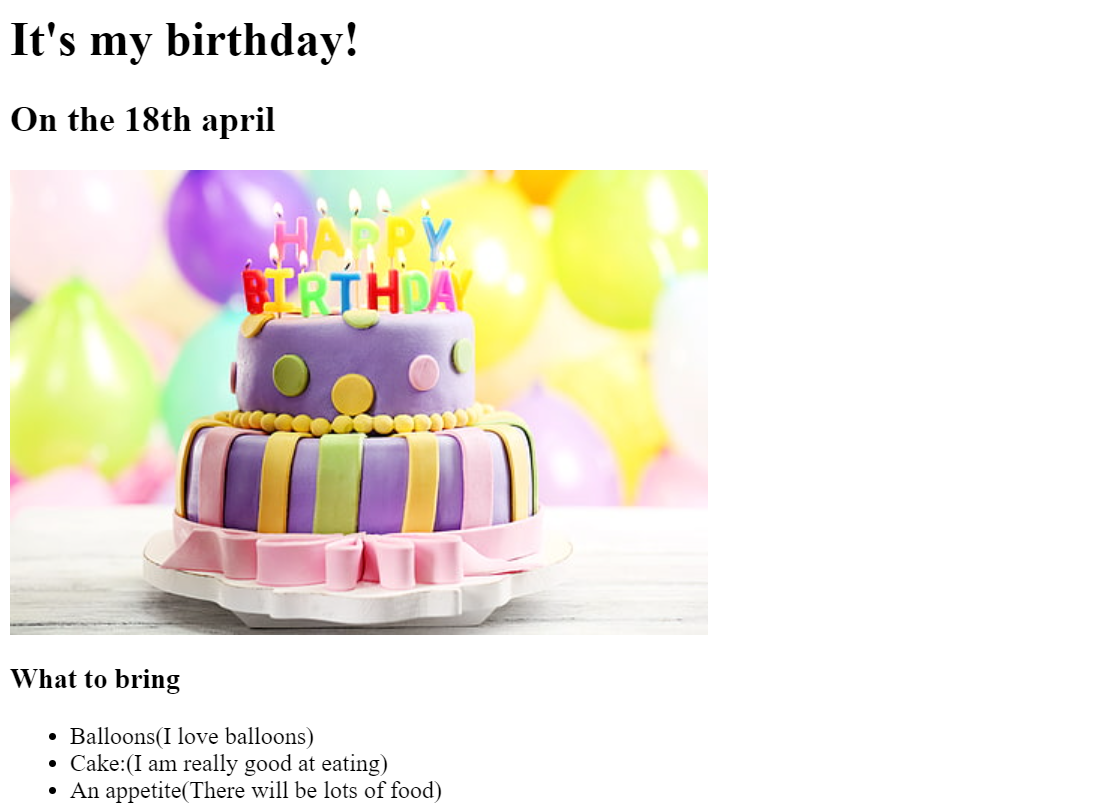 It's my birthday!
On the 18th april
HAPPY
BIRTHDAY
What to bring
Balloons(I love balloons)
Cake:(I am really good at eating)
An appetite(There will be lots of food)